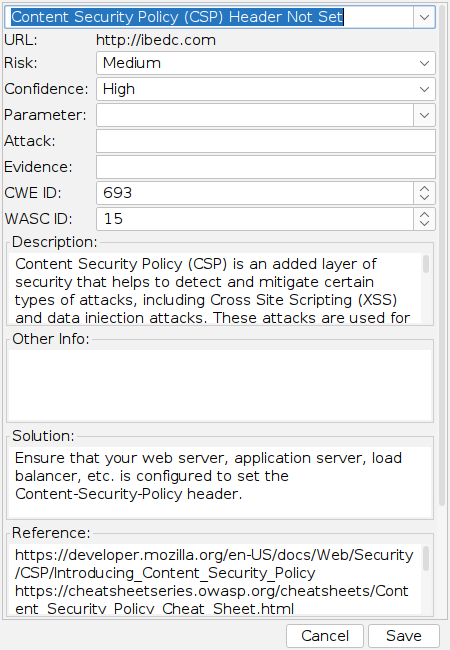 Content Security Policy (CSP) Header Not Set
URL: http://ibedc.com
Risk: Medium
Confidence: High
Parameter:
Attack:
Evidence:
CWE ID: 693
WASC ID: 15
Description:
Content Security Policy (CSP) is an added layer of
security that helps to detect and mitigate certain
types of attacks, including Cross Site Scripting (XSS)
and data injection attacks. These attacks are used for
Other Info:
Solution:
Ensure that your web server, application server, load
balancer, etc. is configured to set the
Content-Security-Policy header.
Reference:
https://developer.mozilla.org/en-US/docs/Web/Security
/CSP/Introducing_Content_Security_Policy
https://cheatsheetseries.owasp.org/cheatsheets/Cont
ent_Security_Policy_Cheat_Sheet.html
Cancel Save